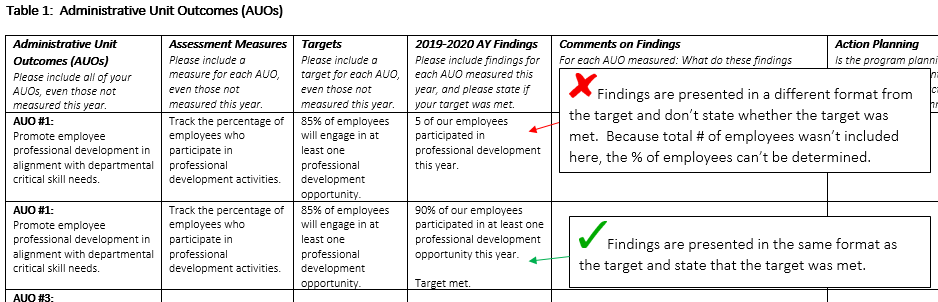 Table 1:  Administrative Unit Outcomes (AUOs)
Administrative Unit
Outcomes (AUOs)
Please include all of your
AUOs, even those not
measured this year.
Assessment Measures
Please include a
measure for each AUO,
even those not
measured this year.
Targets
Please include a
target for each AUO,
even those not
measured this year.
2019-2020 AY Findings
Please include findings for
each AUO measured this
year, and please state if
your target was met.
Comments on Findings
For each AUO measured: What do these findings
Action Planning
Is the program
AUO #1:
Promote employee
professional development in
alignment with departmental
critical skill needs.
Track the percentage of
employees who
participate in
professional
development activities.
85% of employees
will engage in at
least one
professional
development
opportunity.
5 of our employees
participated in
professional development
this year.
Findings are presented in a different format from
the target and don't state whether the target was
met.  Because total # of employees wasn't included
here, the % of employees can't be determined.
AUO #1:
Promote employee
professional development in
alignment with departmental
critical skill needs.
Track the percentage of
employees who
participate in
professional
development activities.
85% of employees
will engage in at
least one
professional
development
opportunity.
90% of our employees
participated in at least one
professional development
opportunity this year.
Target met.
Findings are presented in the same format as
the target and state that the target was met.
AUO #3: